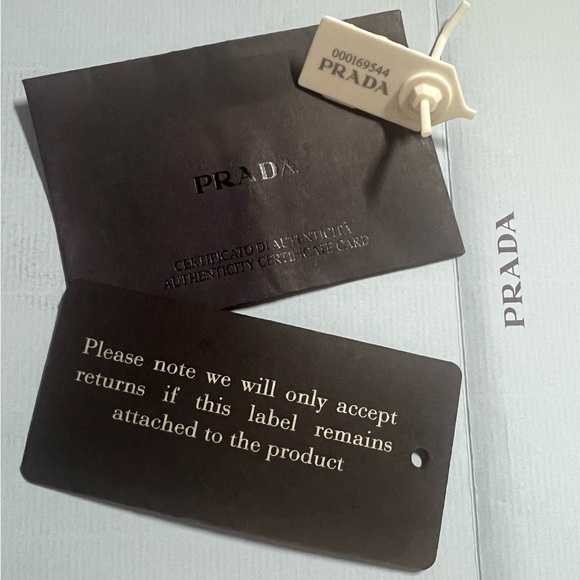 000169544
PRADA
PRADA
CERTIFICATO DI AUTENTICITÀ
AUTHENTICITY CERTIFICATE CARD
PRADA
Please note we will only accept
returns if this label remains
attached to the product